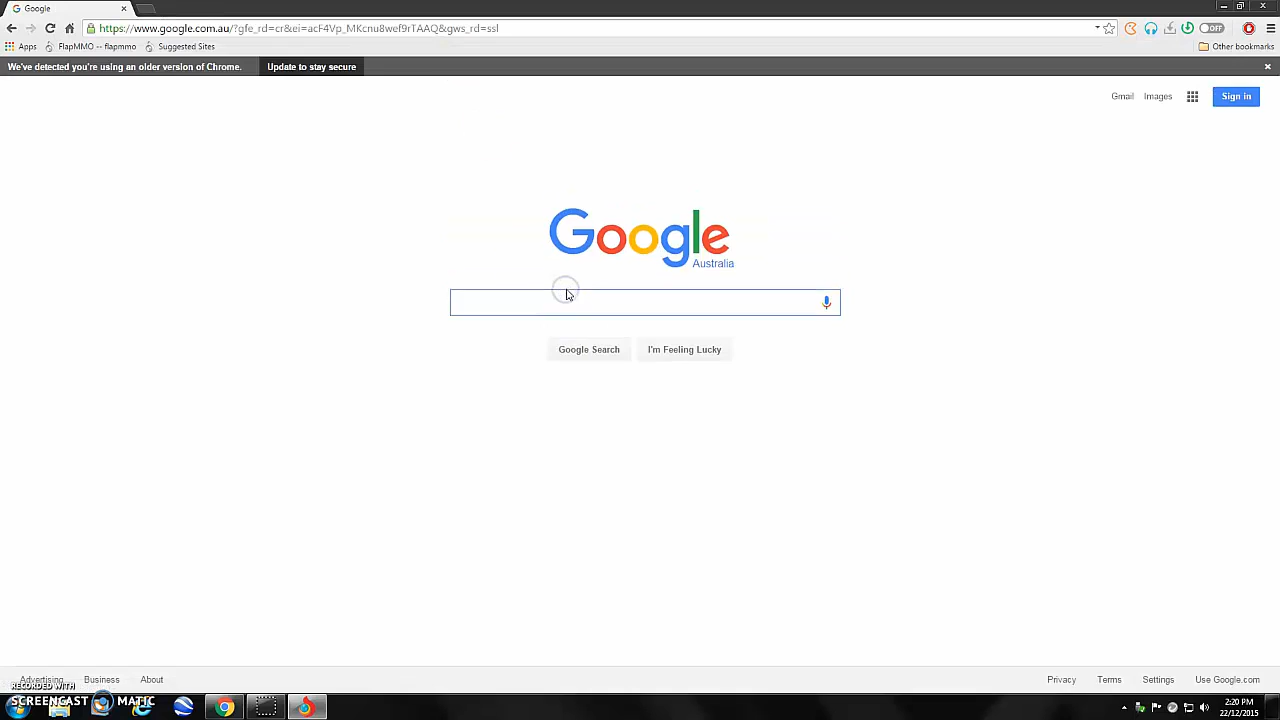 Google
https://www.google.com.au/?gfe_rd=cr&ei=acF4Vp_MKcnu8wef9rTAAQ&gws_rd=ssl
OFF
Apps FlapMMO -- flapmmo Suggested Sites Other bookmarks
We've detected you're using an older version of Chrome. Update to stay secure
Gmail Images Sign in
Google
Australia
Google Search I'm Feeling Lucky
Advertising Business About Privacy Terms Settings Use Google.com
RECORDED WITH
SCREENCAST MATIC
2:20 PM
22/12/2015